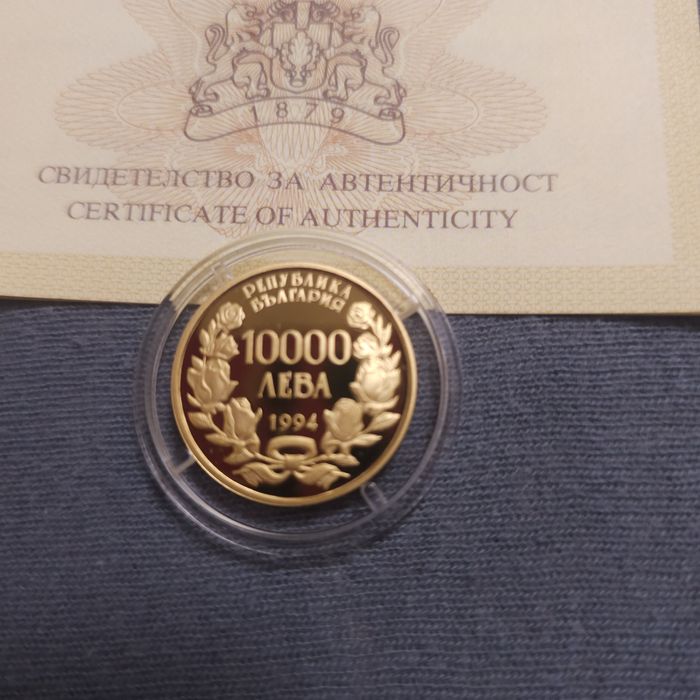 1879
СВИДЕТЕЛСТВО ЗА АВТЕНТИЧНОСТ
CERTIFICATE OF AUTHENTICITY
РЕПУБЛИКА
БЪЛГАРИЯ
10000
ЛЕВА
1994